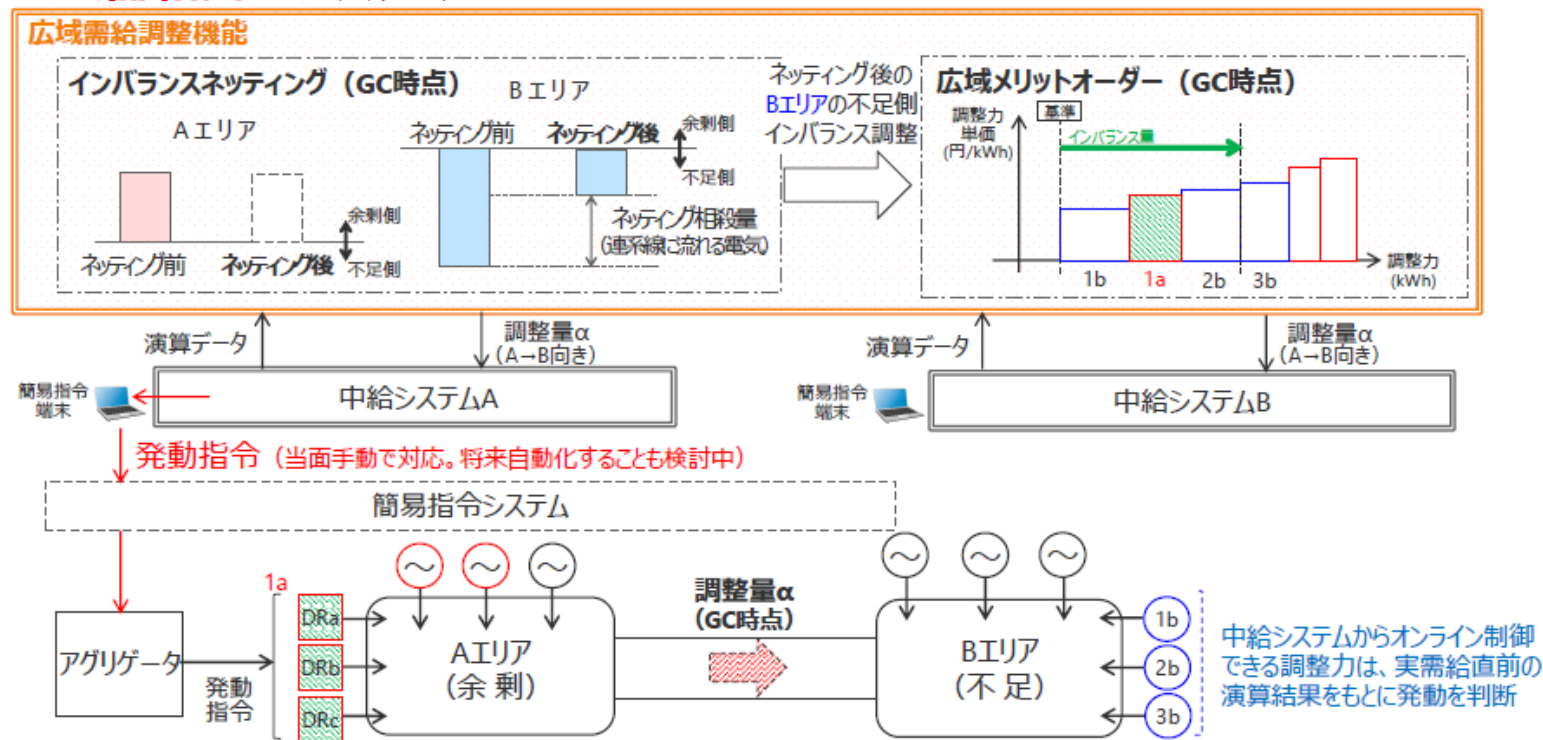 広域需給調整機能
インバランスネッティング（GC時点）
Aエリア
Bエリア
ネッティング前
ネッティング後
余剰側
不足側
ネッティング前
ネッティング後
余剰側
不足側
ネッティング相殺量
（連系線に流れる電気）
ネッティング後の
Bエリアの不足側
インバランス調整
広域メリットオーダー（GC時点）
調整力
単価
(円/kWh)
基準
インバランス量
1b
1a
2b
3b
調整力
(kWh)
演算データ
調整量α
（A→B向き）
演算データ
調整量α
（A→B向き）
簡易指令
端末
中給システムA
簡易指令
端末
中給システムB
発動指令（当面手動で対応。将来自動化することも検討中）
簡易指令システム
アグリゲータ
発動
指令
1a
DRa
DRb
DRc
Aエリア
（余 剰）
調整量α
（GC時点）
Bエリア
（不 足）
1b
2b
3b
中給システムからオンライン制御
できる調整力は、実需給直前の
演算結果をもとに発動を判断